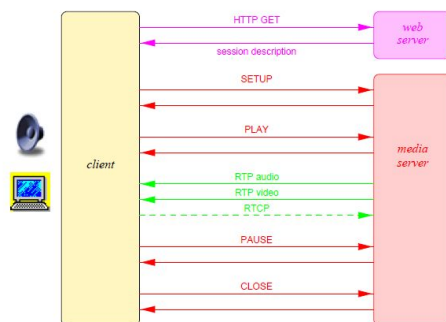 HTTP GET
web
server
session description
SETUP
PLAY
client
media
server
RTP audio
RTP video
RTCP
PAUSE
CLOSE